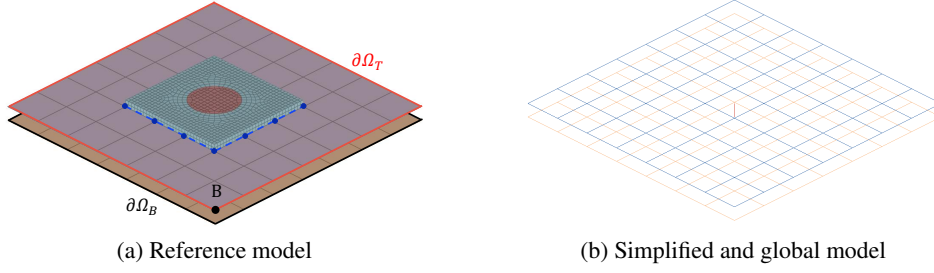 ∂Ω_T
B
∂Ω_B
(a) Reference model
(b) Simplified and global model